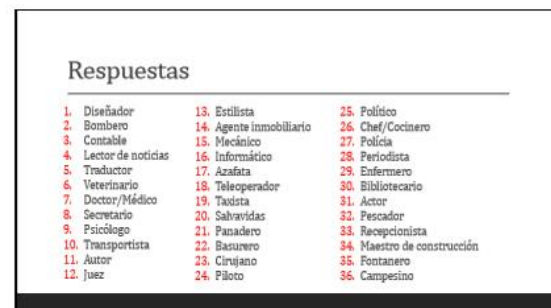 Respuestas
1. Diseñador
2. Bombero
3. Contable
4. Lector de noticias
5. Traductor
6. Veterinario
7. Doctor/Médico
8. Secretario
9. Psicólogo
10. Transportista
11. Autor
12. Juez
13. Estilista
14. Agente inmobiliario
15. Mecánico
16. Informático
17. Azafata
18. Teleoperador
19. Taxista
20. Salvavidas
21. Panadero
22. Basurero
23. Cirujano
24. Piloto
25. Político
26. Chef/Cocinero
27. Polícia
28. Periodista
29. Enfermero
30. Bibliotecario
31. Actor
32. Pescador
33. Recepcionista
34. Maestro de construcción
35. Fontanero
36. Campesino